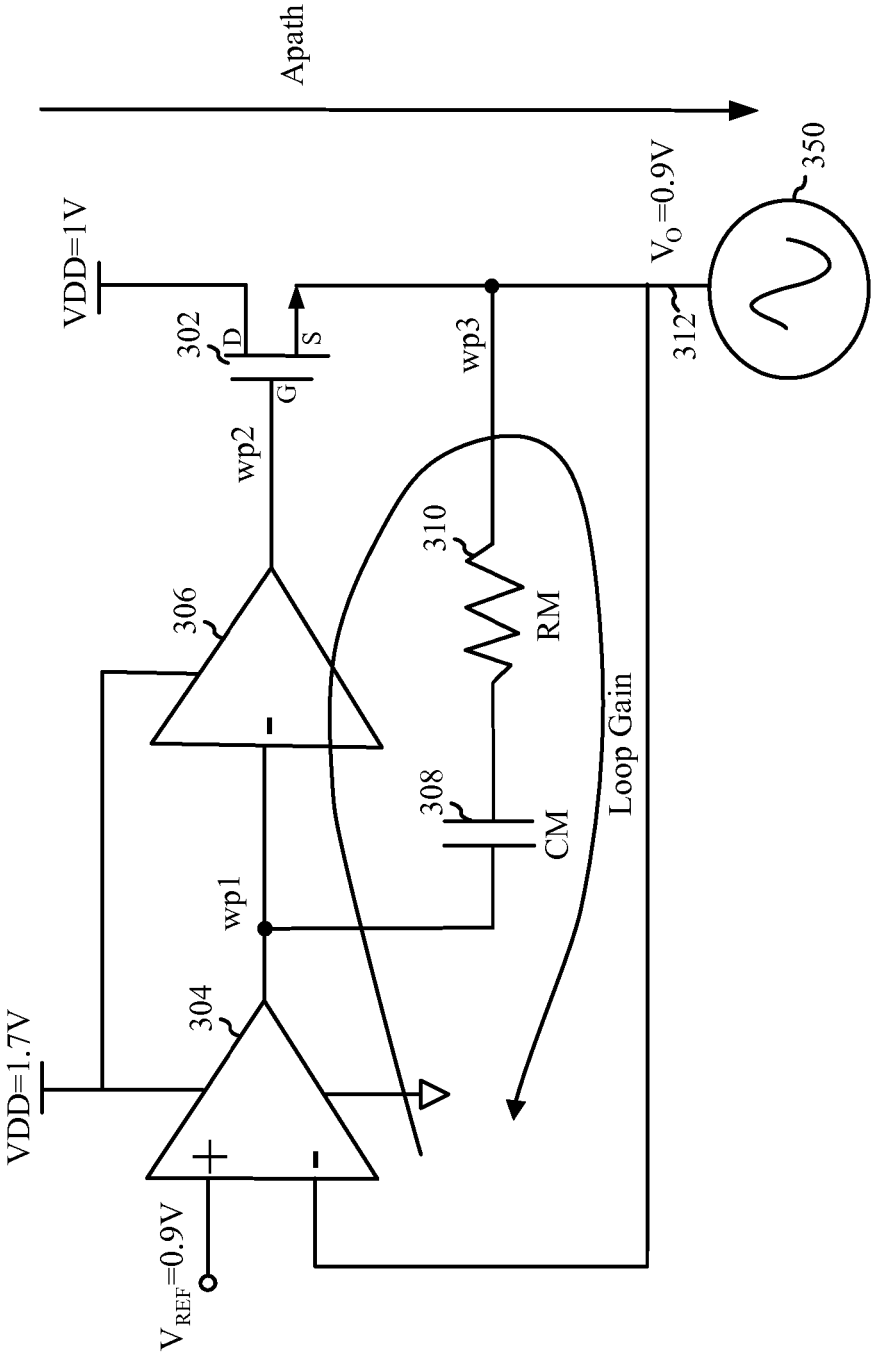 VDD=1.7V
VDD=1V
Apath
304
306
302
D
G
S
wp1
wp2
VREF=0.9V
+
-
-
308
CM
310
RM
wp3
Loop Gain
312
VO=0.9V
350